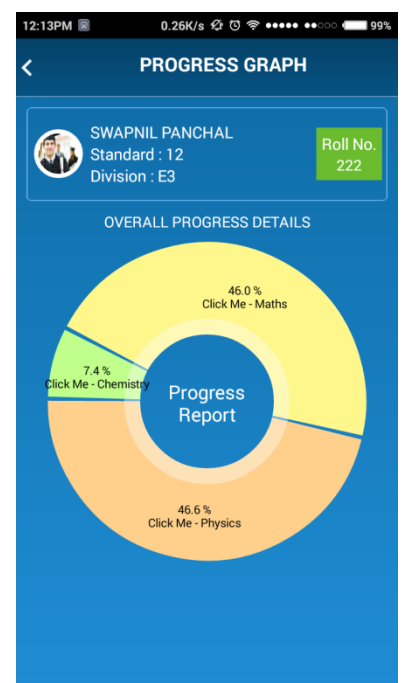 12:13PM 0.26K/s 99%
PROGRESS GRAPH
SWAPNIL PANCHAL
Standard : 12
Division : E3
Roll No.
222
OVERALL PROGRESS DETAILS
46.0 %
Click Me - Maths
7.4 %
Click Me - Chemistry
Progress
Report
46.6 %
Click Me - Physics